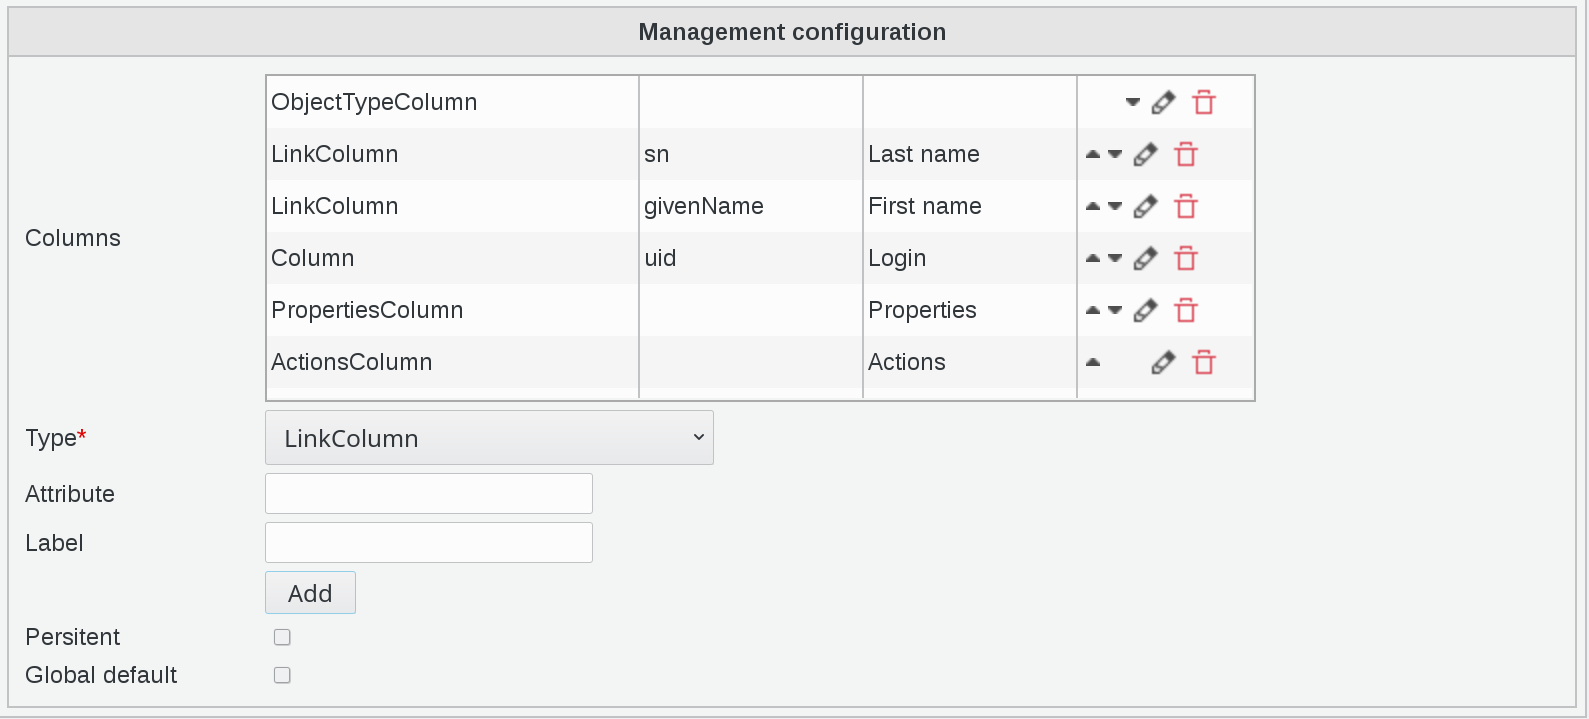 Management configuration
Columns
ObjectTypeColumn
LinkColumn sn Last name
LinkColumn givenName First name
Column uid Login
PropertiesColumn Properties
ActionsColumn Actions
Type* LinkColumn
Attribute
Label
Add
Persitent
Global default